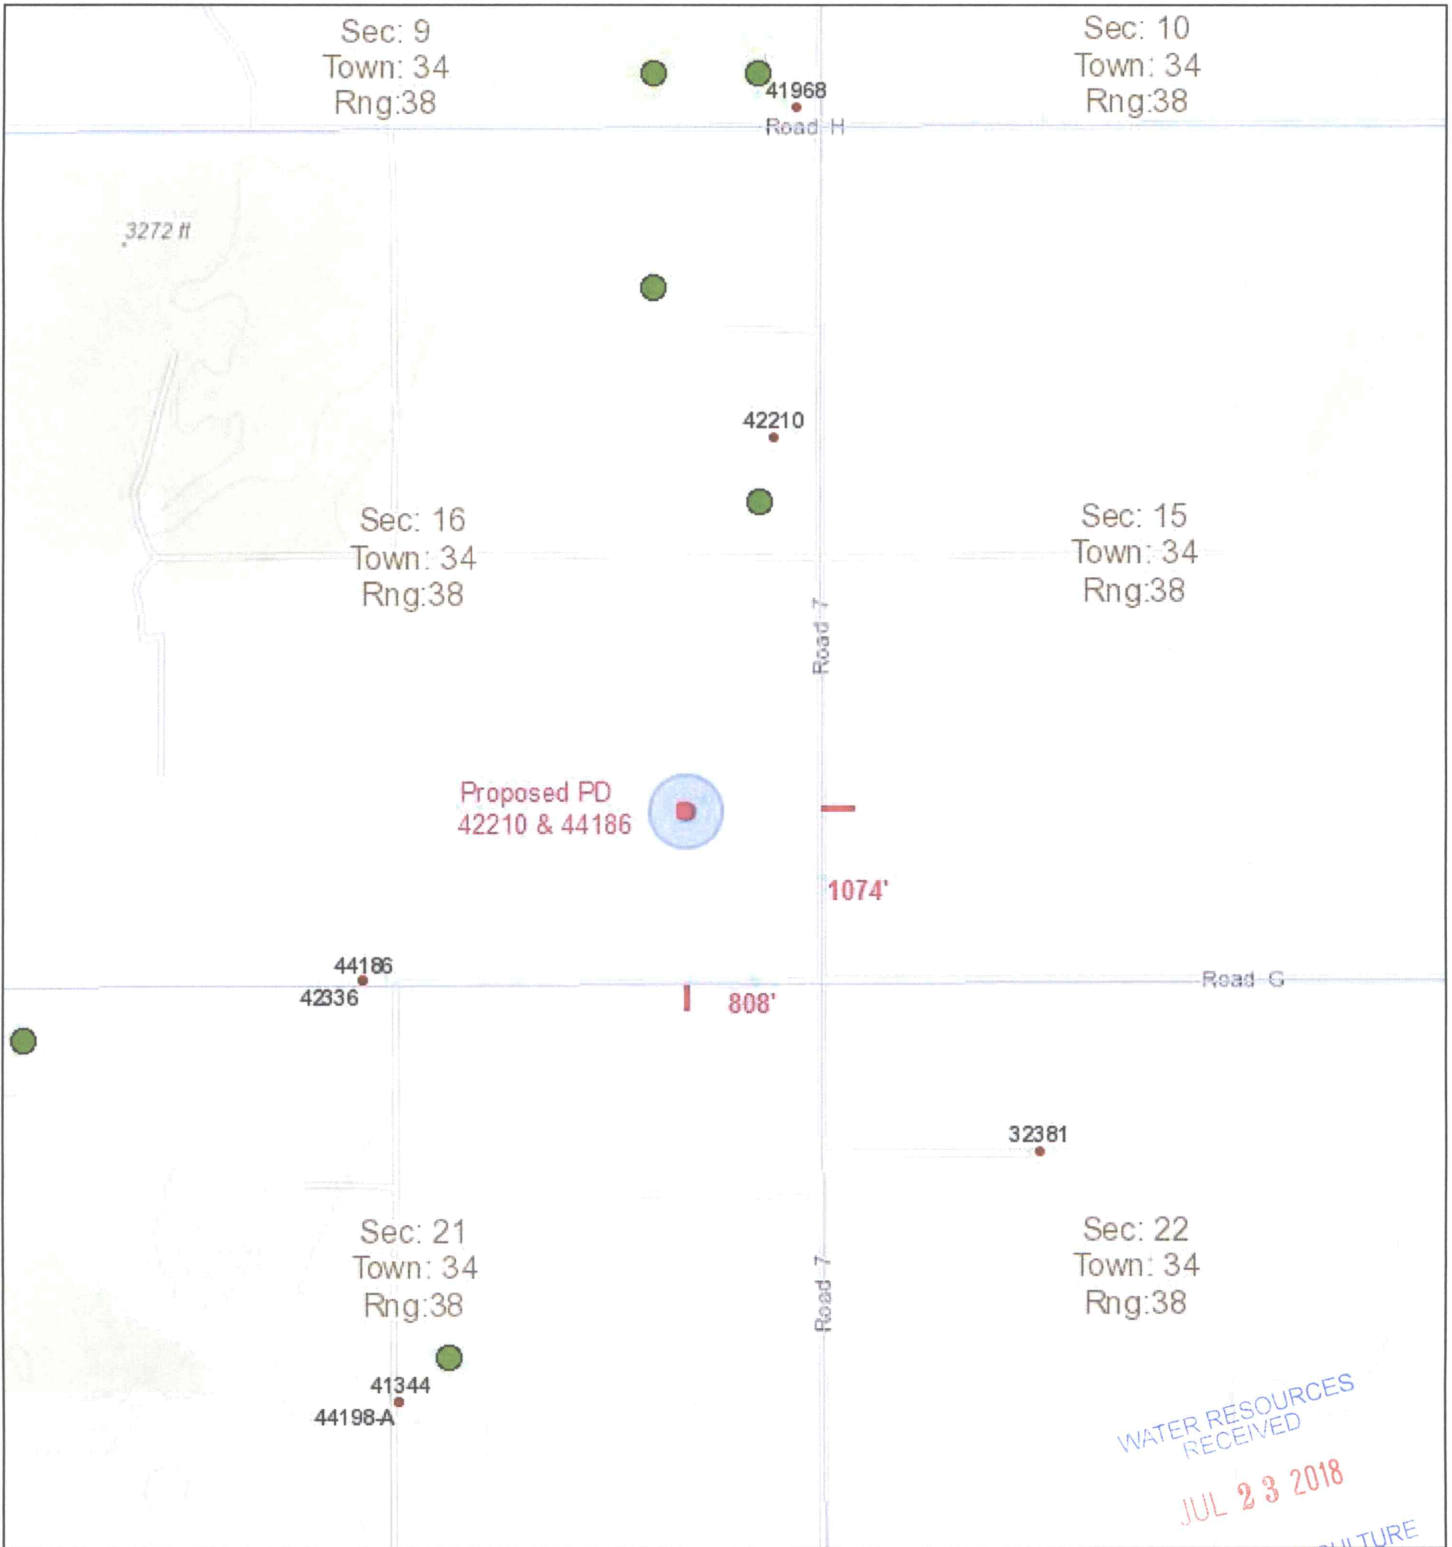 Sec: 9
Town: 34
Rng:38
Sec: 10
Town: 34
Rng:38
41968
Road H
3272 ft
42210
Sec: 16
Town: 34
Rng:38
Sec: 15
Town: 34
Rng:38
Road 7
Proposed PD
42210 & 44186
1074'
44186
42336
Road G
808'
32381
Sec: 21
Town: 34
Rng:38
Sec: 22
Town: 34
Rng:38
Road 7
41344
44198-A
WATER RESOURCES
RECEIVED
JUL 23 2018